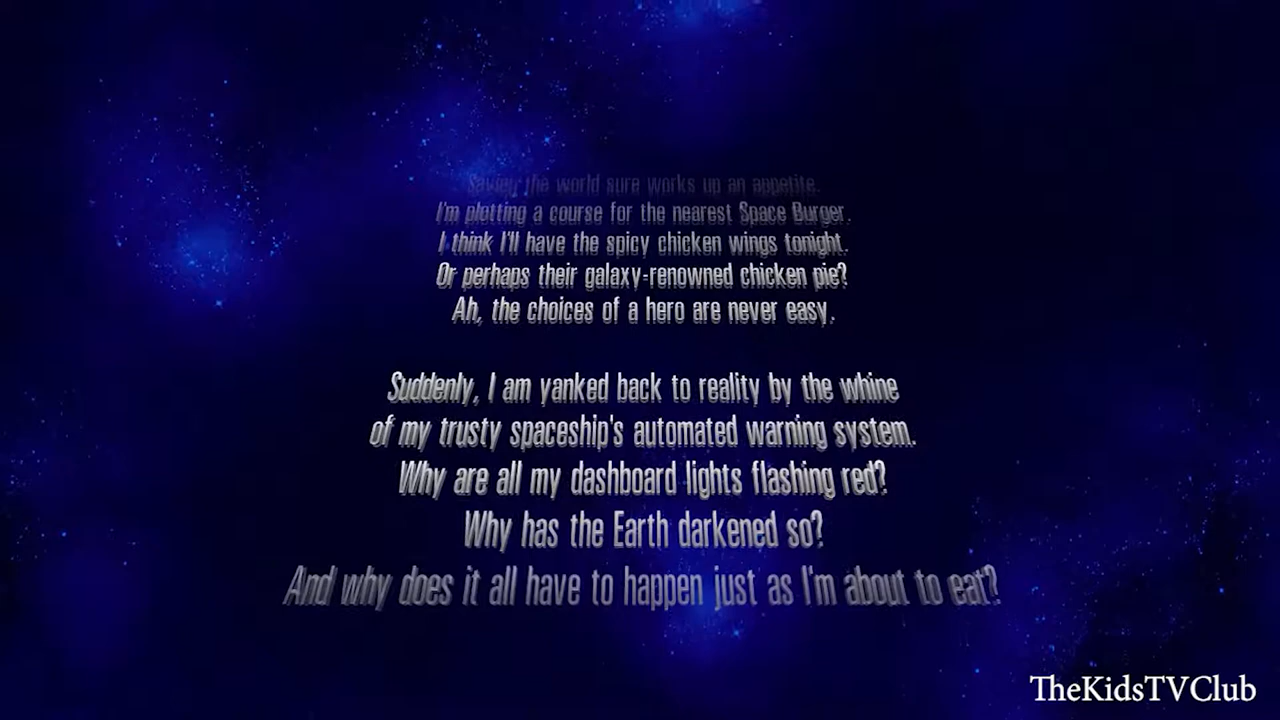 Saving the world sure works up an appetite.
I'm plotting a course for the nearest Space Burger.
I think I'll have the spicy chicken wings tonight.
Or perhaps their galaxy-renowned chicken pie?
Ah, the choices of a hero are never easy.
Suddenly, I am yanked back to reality by the whine
of my trusty spaceship's automated warning system.
Why are all my dashboard lights flashing red?
Why has the Earth darkened so?
And why does it all have to happen just as I'm about to eat?
TheKidsTVClub